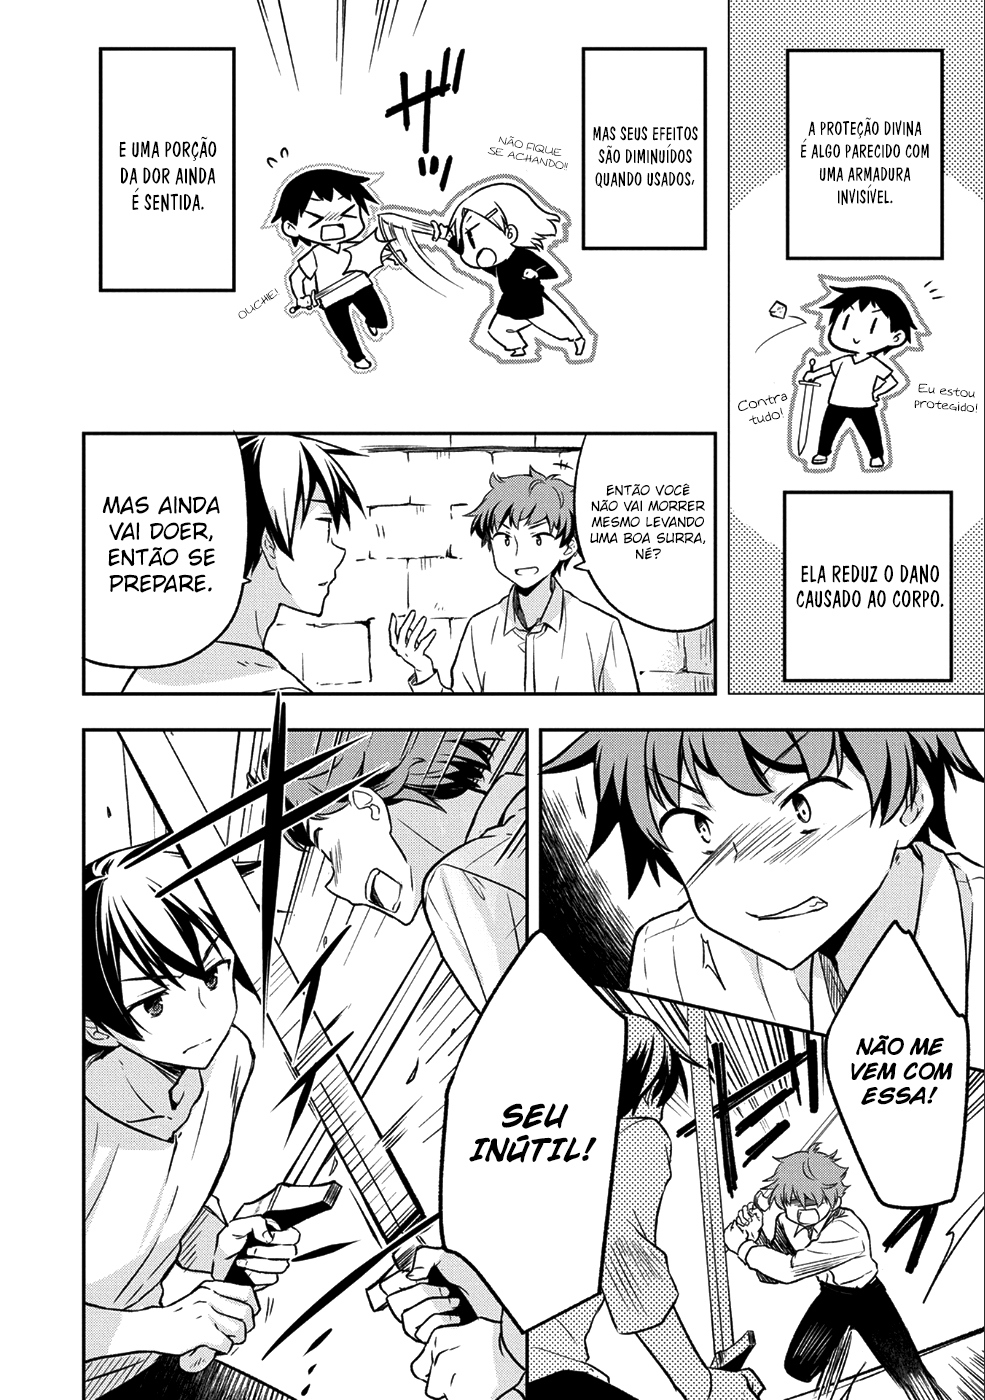 A PROTEÇÃO DIVINA
É ALGO PARECIDO COM
UMA ARMADURA
INVISÍVEL.
Contra
tudo!
Eu estou
protegido!
ELA REDUZ O DANO
CAUSADO AO CORPO.
MAS SEUS EFEITOS
SÃO DIMINUÍDOS
QUANDO USADOS,
NÃO FIQUE
SE ACHANDO!!
ガガッ
OUCHIE!
E UMA PORÇÃO
DA DOR AINDA
É SENTIDA.
ENTÃO VOCÊ
NÃO VAI MORRER
MESMO LEVANDO
UMA BOA SURRA,
NÉ?
MAS AINDA
VAI DOER,
ENTÃO SE
PREPARE.
NÃO ME
VEM COM
ESSA!
SEU
INÚTIL!